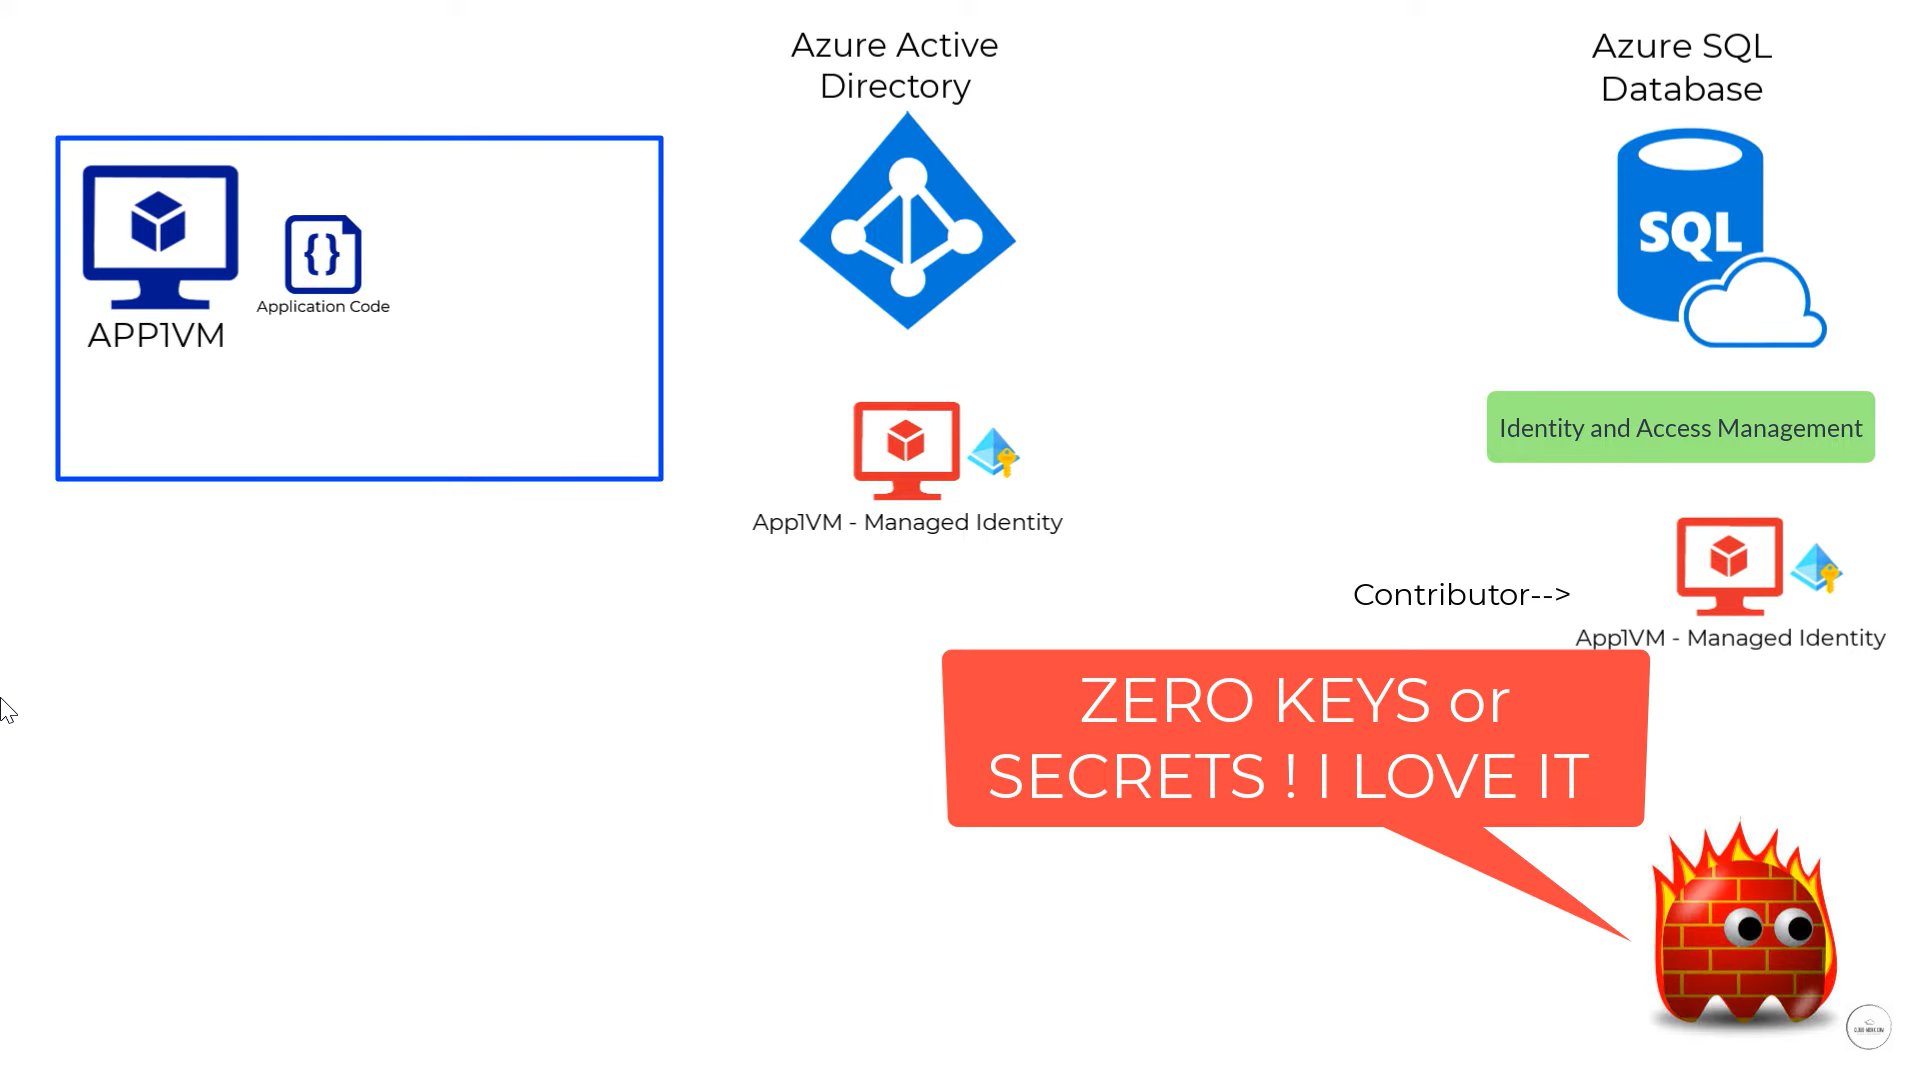 Azure Active
Directory
Azure SQL
Database
SQL
{}
Application Code
APP1VM
Identity and Access Management
App1VM - Managed Identity
Contributor-->
App1VM - Managed Identity
ZERO KEYS or
SECRETS ! I LOVE IT